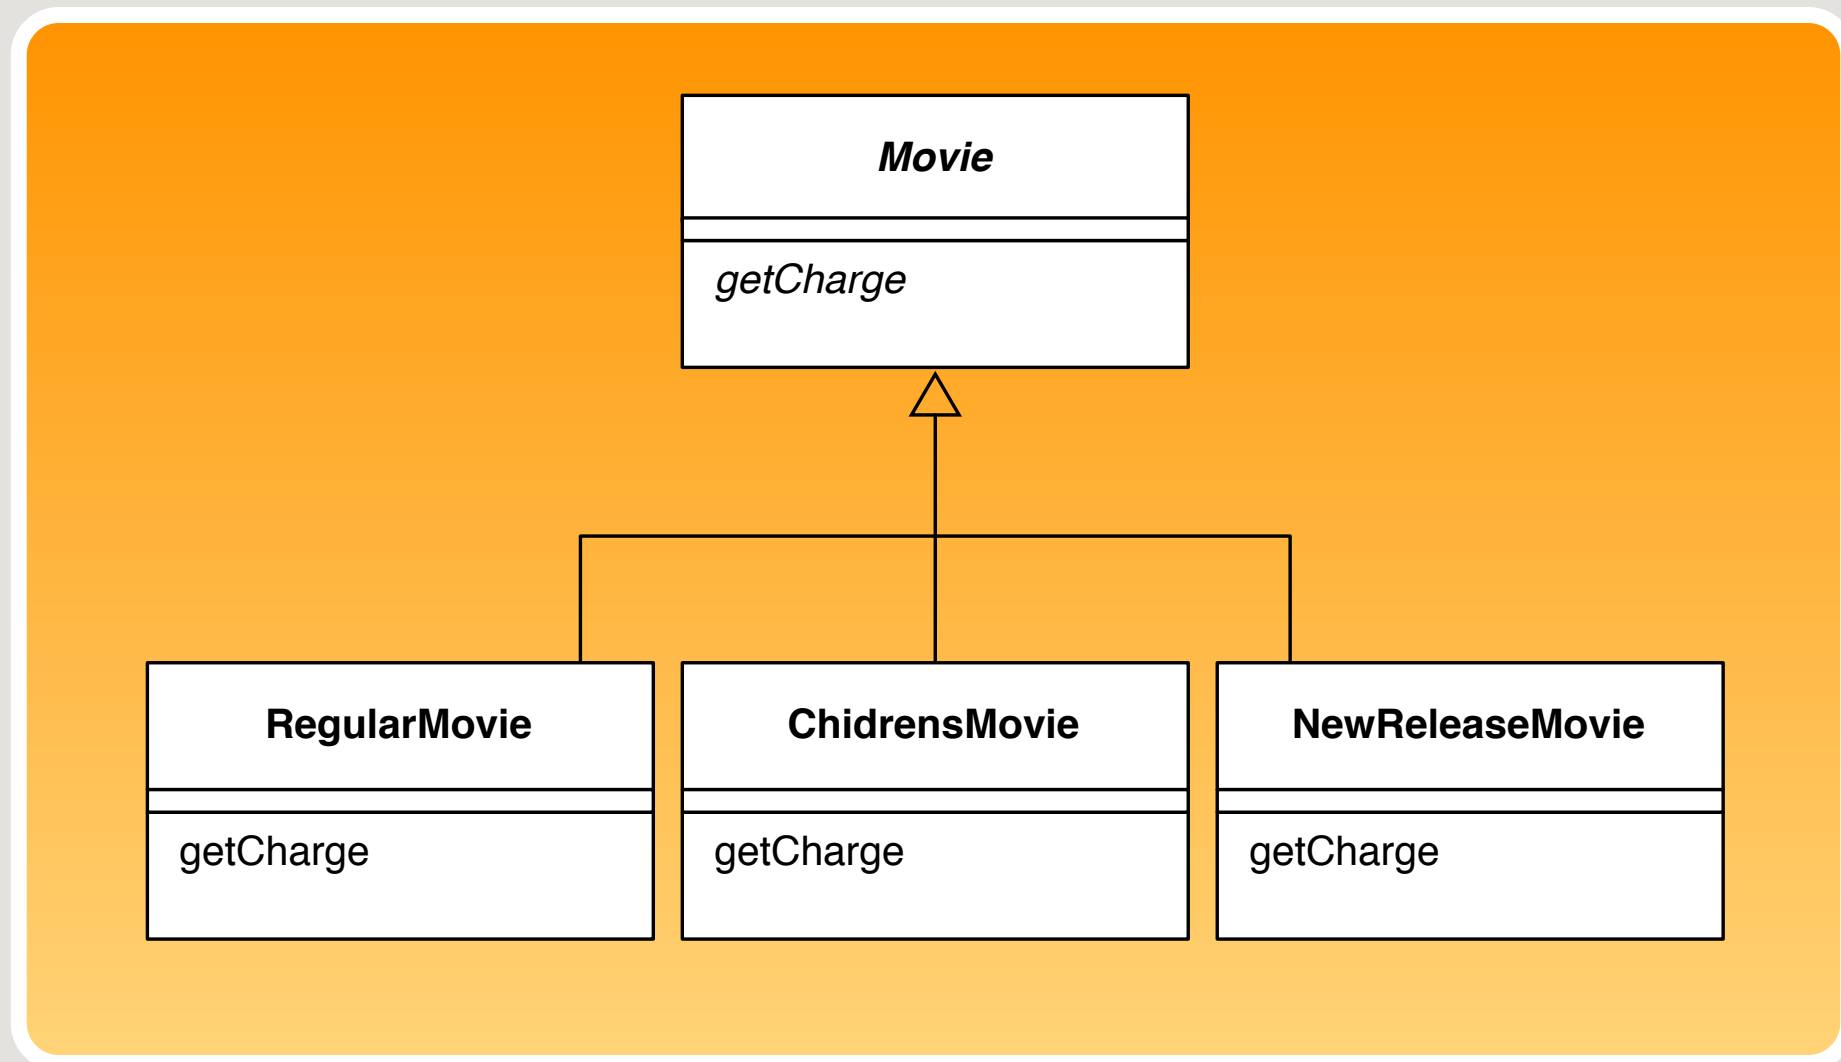 Movie
getCharge
RegularMovie
ChidrensMovie
NewReleaseMovie
getCharge
getCharge
getCharge